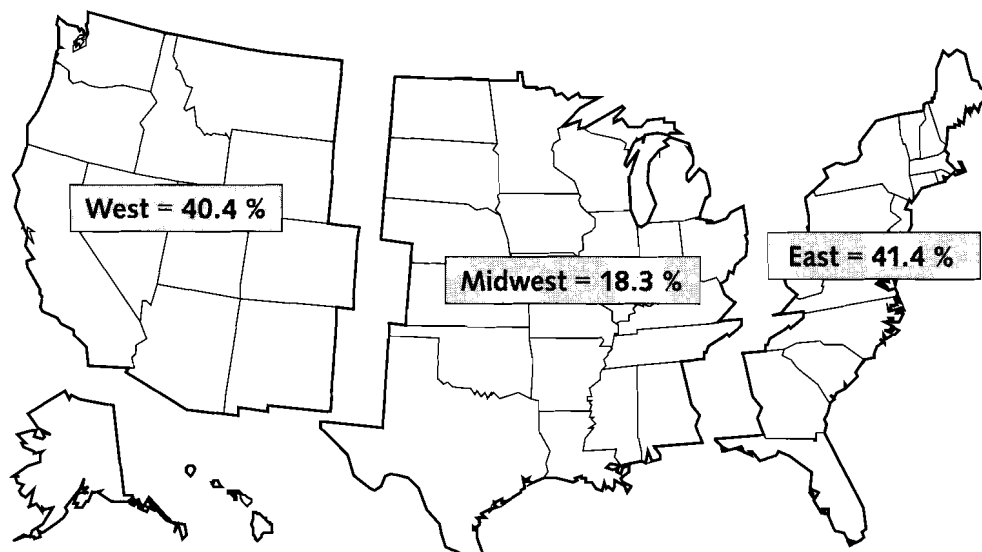 West = 40.4 %
Midwest = 18.3 %
East = 41.4 %